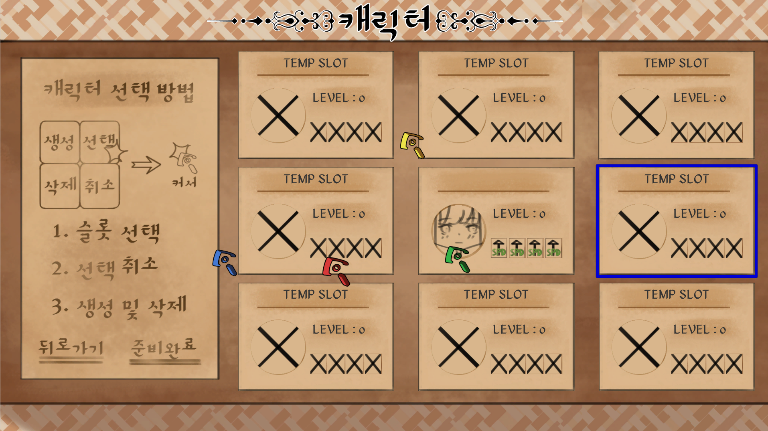 캐릭터
캐릭터 선택 방법
생성 선택
삭제 취소
커서
1. 슬롯 선택
2. 선택 취소
3. 생성 및 삭제
뒤로가기 준비완료
TEMP SLOT
LEVEL : 0
XXXX
TEMP SLOT
LEVEL : 0
XXXX
TEMP SLOT
LEVEL : 0
XXXX
TEMP SLOT
LEVEL : 0
XXXX
LEVEL : 0
TEMP SLOT
LEVEL : 0
XXXX
TEMP SLOT
LEVEL : 0
XXXX
TEMP SLOT
LEVEL : 0
XXXX
TEMP SLOT
LEVEL : 0
XXXX